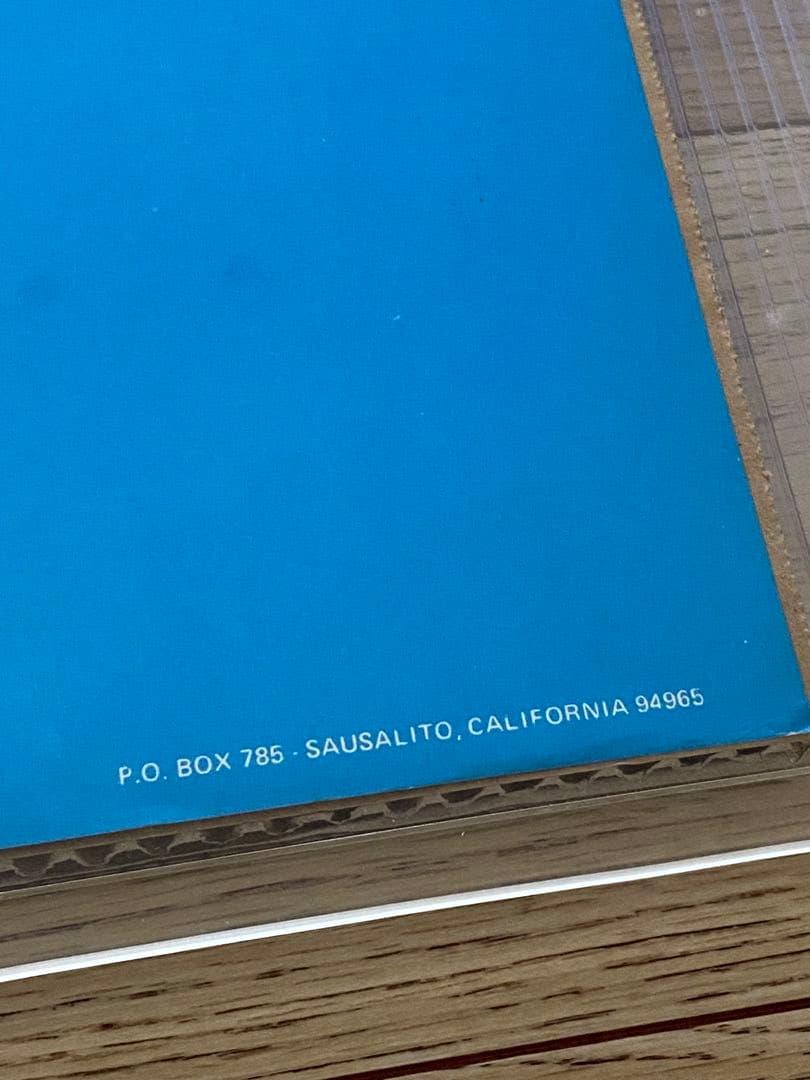 P.O. BOX 785 - SAUSALITO, CALIFORNIA 94965